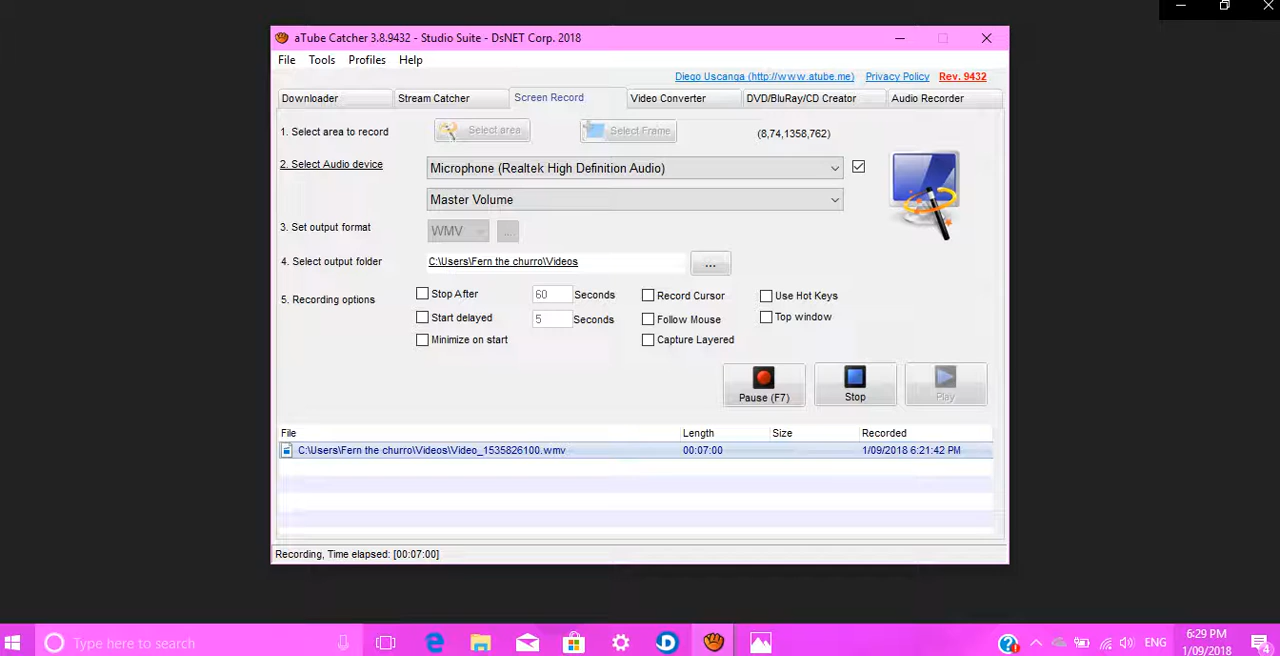 aTube Catcher 3.8.9432 - Studio Suite - DsNET Corp. 2018
File Tools Profiles Help
Diego Uscanga (http://www.atube.me) Privacy Policy Rev. 9432
Downloader Stream Catcher Screen Record Video Converter DVD/BluRay/CD Creator Audio Recorder
1. Select area to record Select area Select Frame (8,74,1358,762)
2. Select Audio device Microphone (Realtek High Definition Audio)
Master Volume
3. Set output format WMV ...
4. Select output folder C:\Users\Fern the churro\Videos ...
5. Recording options Stop After 60 Seconds Record Cursor Use Hot Keys
Start delayed 5 Seconds Follow Mouse Top window
Minimize on start Capture Layered
Pause (F7) Stop Play
File Length Size Recorded
C:\Users\Fern the churro\Videos\Video_1535826100.wmv 00:07:00 1/09/2018 6:21:42 PM
Recording, Time elapsed: [00:07:00]
Type here to search ENG 6:29 PM
1/09/2018 4